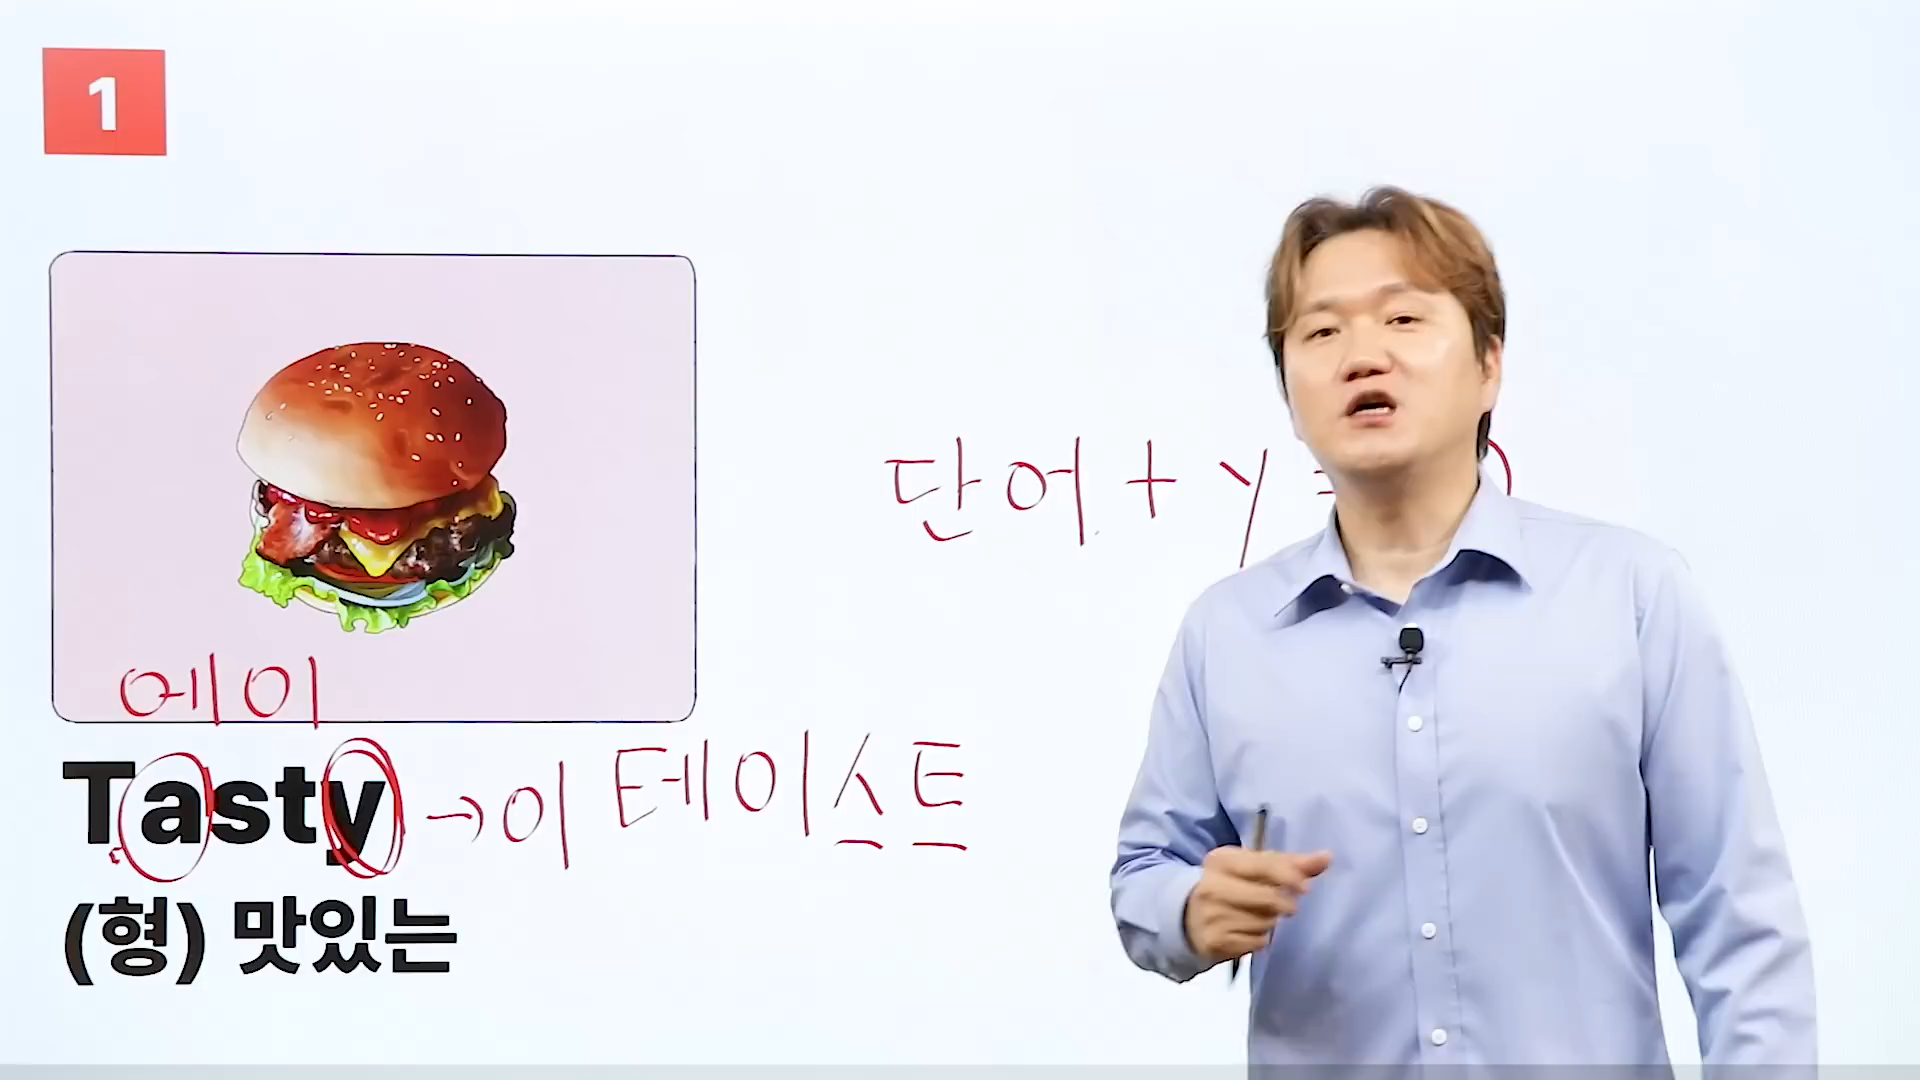 1
단어 + y =
에이
Tasty → 이 테이스트
(형) 맛있는